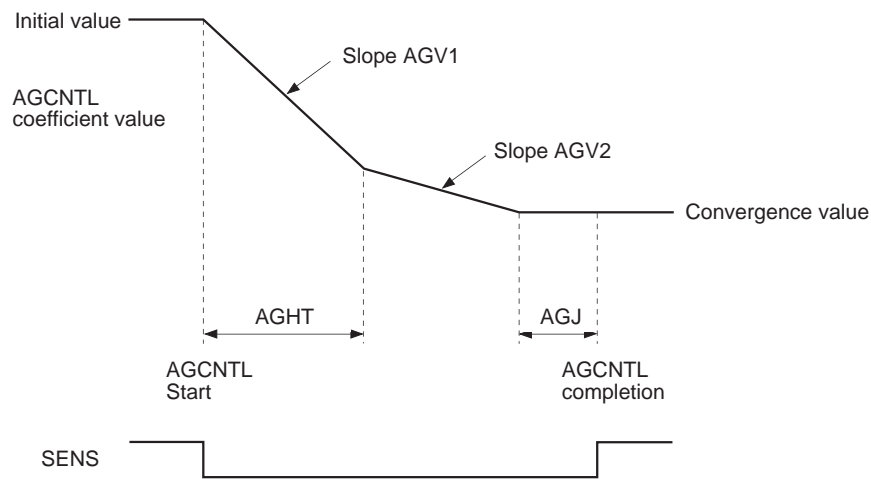 Initial value
Slope AGV1
AGCNTL
coefficient value
Slope AGV2
Convergence value
AGHT
AGJ
AGCNTL
Start
AGCNTL
completion
SENS